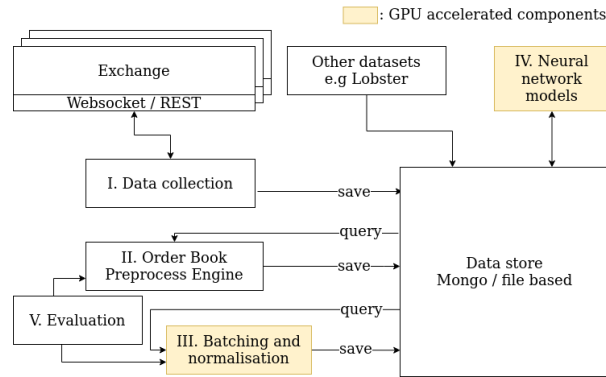 : GPU accelerated components
Exchange
Websocket / REST
Other datasets
e.g Lobster
IV. Neural
network
models
I. Data collection
save
query
II. Order Book
Preprocess Engine
save
Data store
Mongo / file based
query
V. Evaluation
III. Batching and
normalisation
save